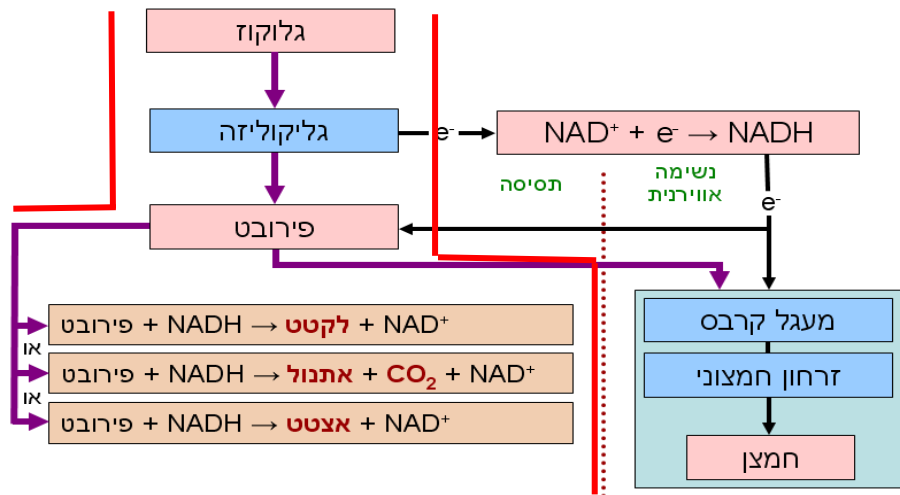 גלוקוז
גליקוליזה
e-
NAD⁺ + e- → NADH
תסיסה
נשימה
אווירנית
e-
פירובט
פירובט + NADH → לקטט + NAD⁺
או
פירובט + NADH → אתנול + CO₂ + NAD⁺
או
פירובט + NADH → אצטט + NAD⁺
מעגל קרבס
זרחון חמצוני
חמצן